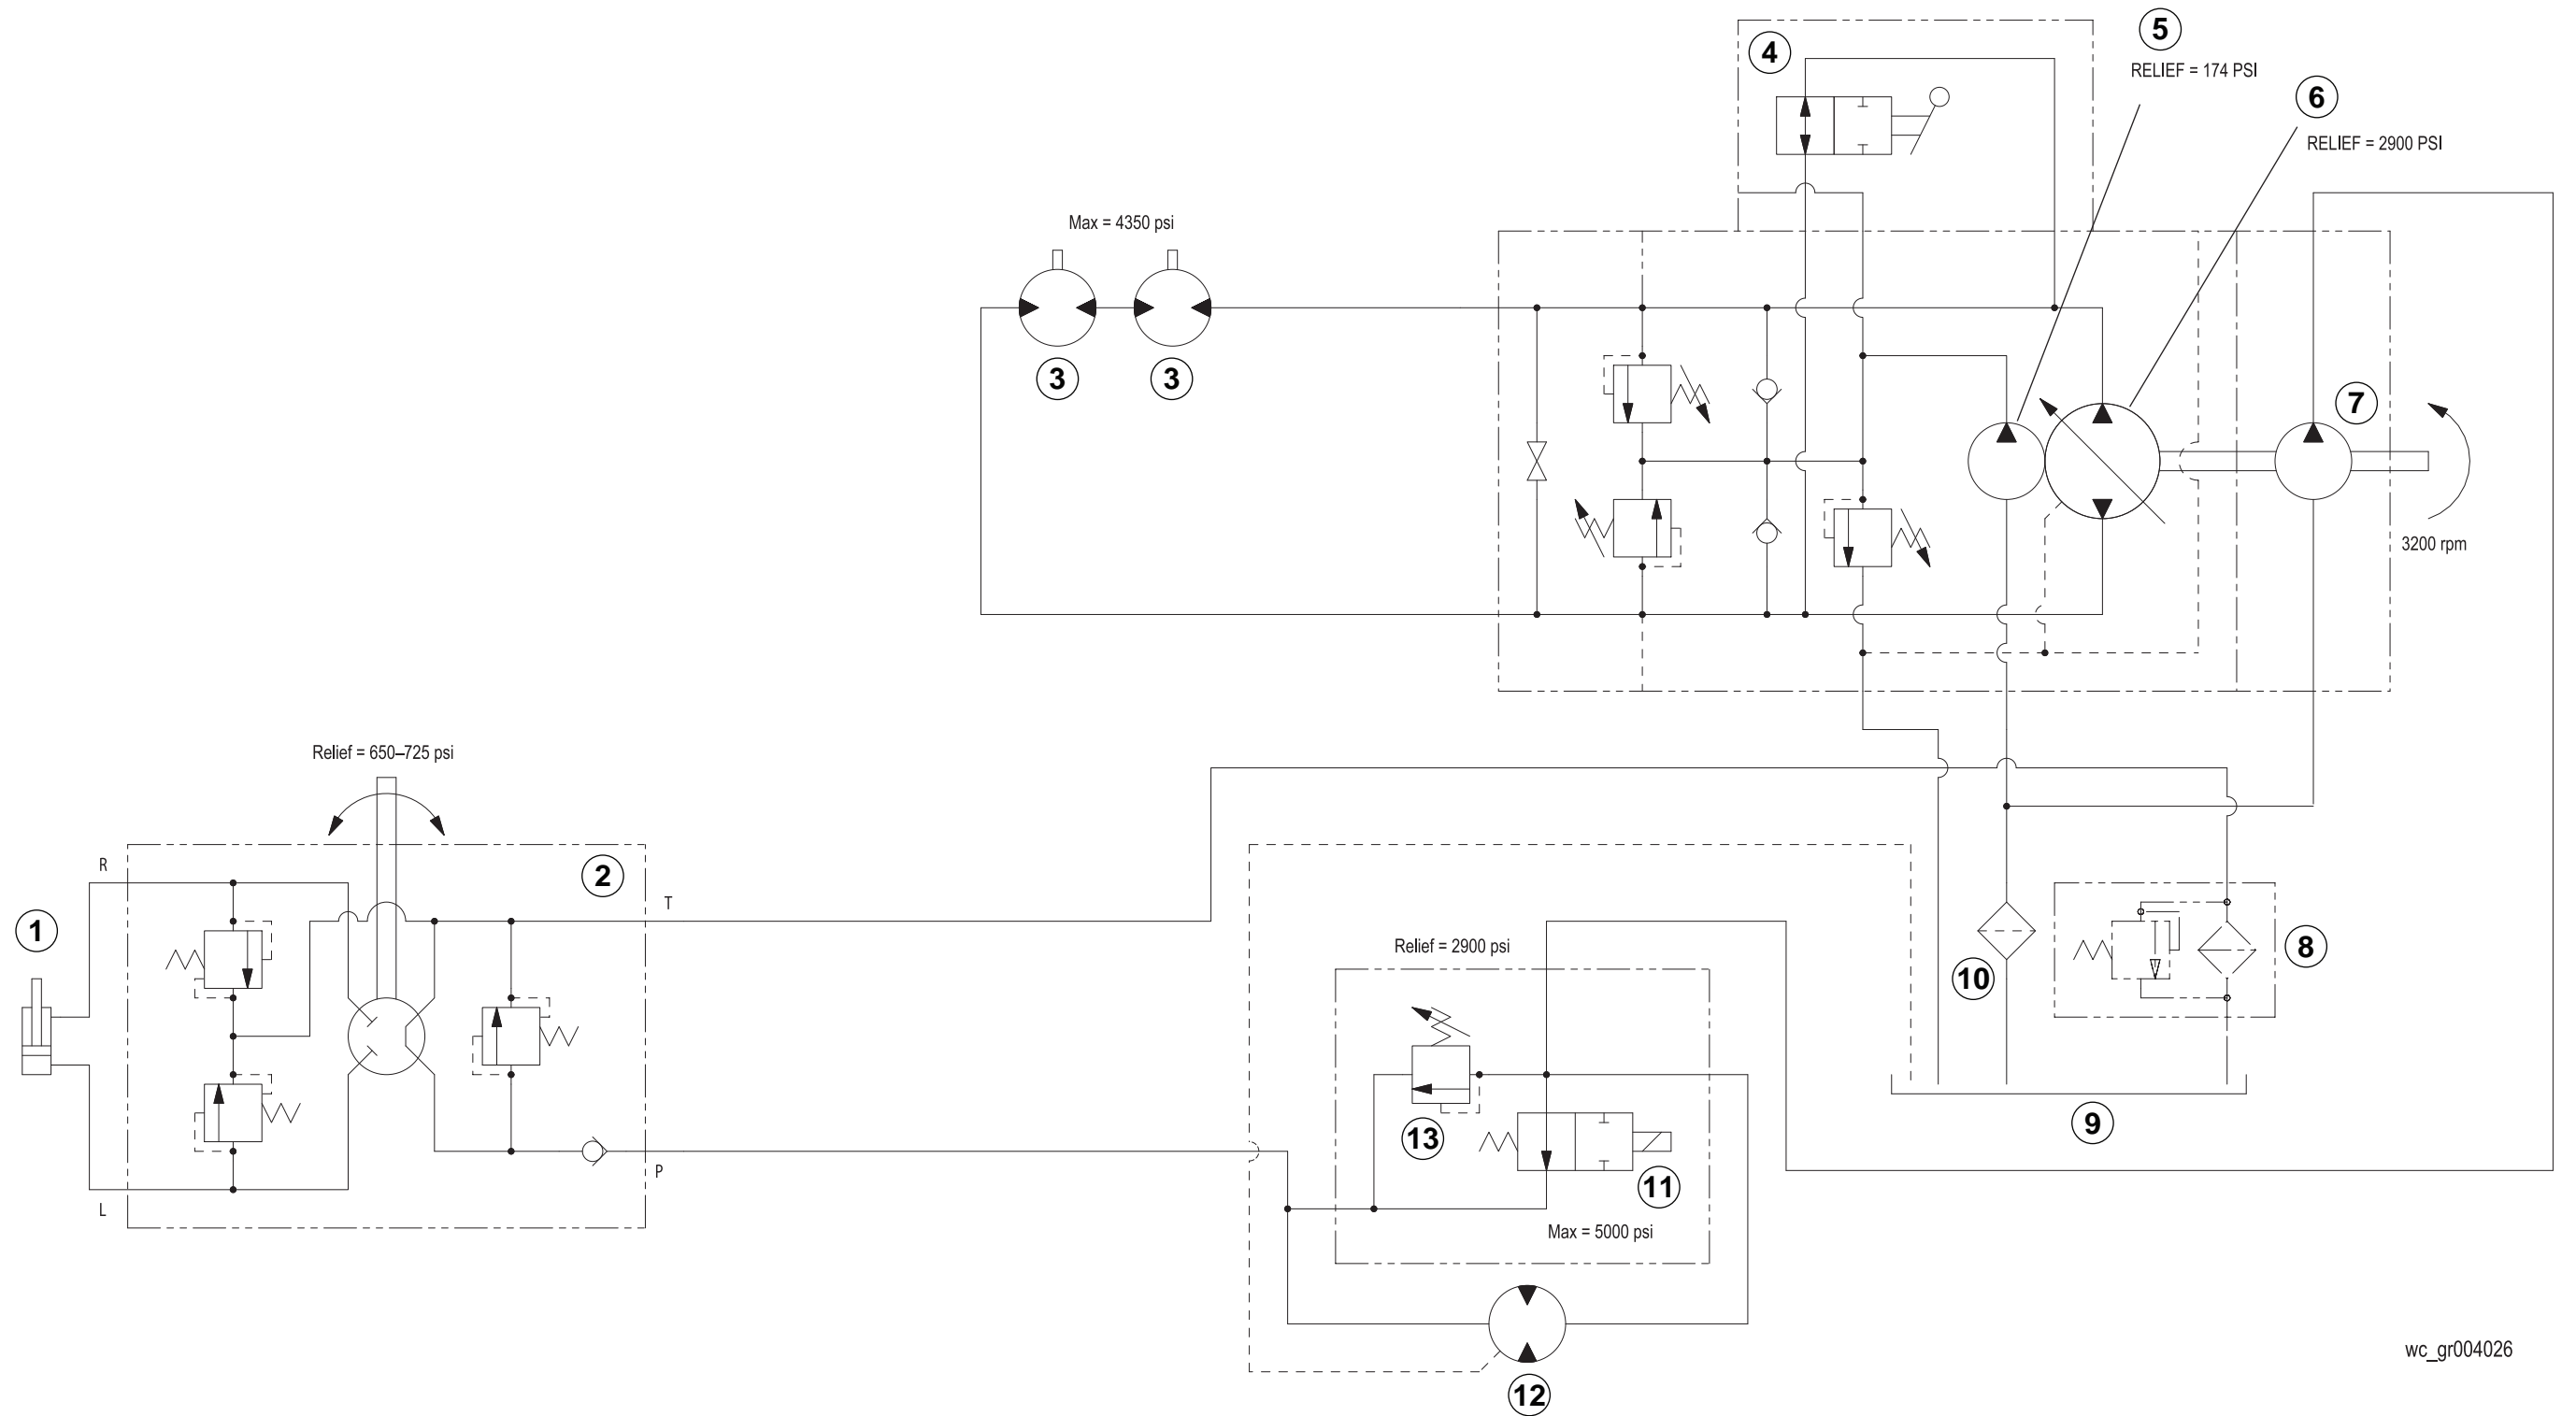 4
5
RELIEF = 174 PSI
6
RELIEF = 2900 PSI
Max = 4350 psi
3
3
7
3200 rpm
Relief = 650–725 psi
R
2
T
1
Relief = 2900 psi
10
8
13
9
P
11
L
Max = 5000 psi
12
wc_gr004026